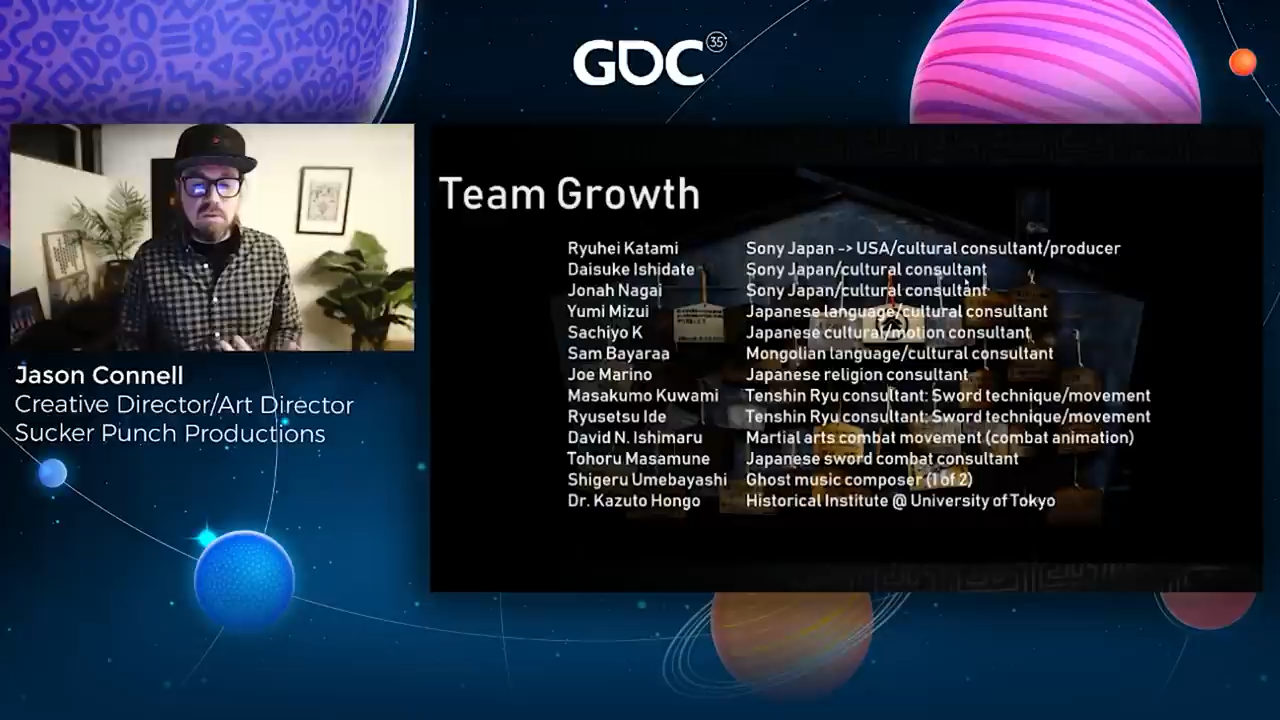 GDC 35
Jason Connell
Creative Director/Art Director
Sucker Punch Productions
Team Growth
Ryuhei Katami Sony Japan -> USA/cultural consultant/producer
Daisuke Ishidate Sony Japan/cultural consultant
Jonah Nagai Sony Japan/cultural consultant
Yumi Mizui Japanese language/cultural consultant
Sachiyo K Japanese cultural/motion consultant
Sam Bayaraa Mongolian language/cultural consultant
Joe Marino Japanese religion consultant
Masakumo Kuwami Tenshin Ryu consultant: Sword technique/movement
Ryusetsu Ide Tenshin Ryu consultant: Sword technique/movement
David N. Ishimaru Martial arts combat movement (combat animation)
Tohoru Masamune Japanese sword combat consultant
Shigeru Umebayashi Ghost music composer (1 of 2)
Dr. Kazuto Hongo Historical Institute @ University of Tokyo